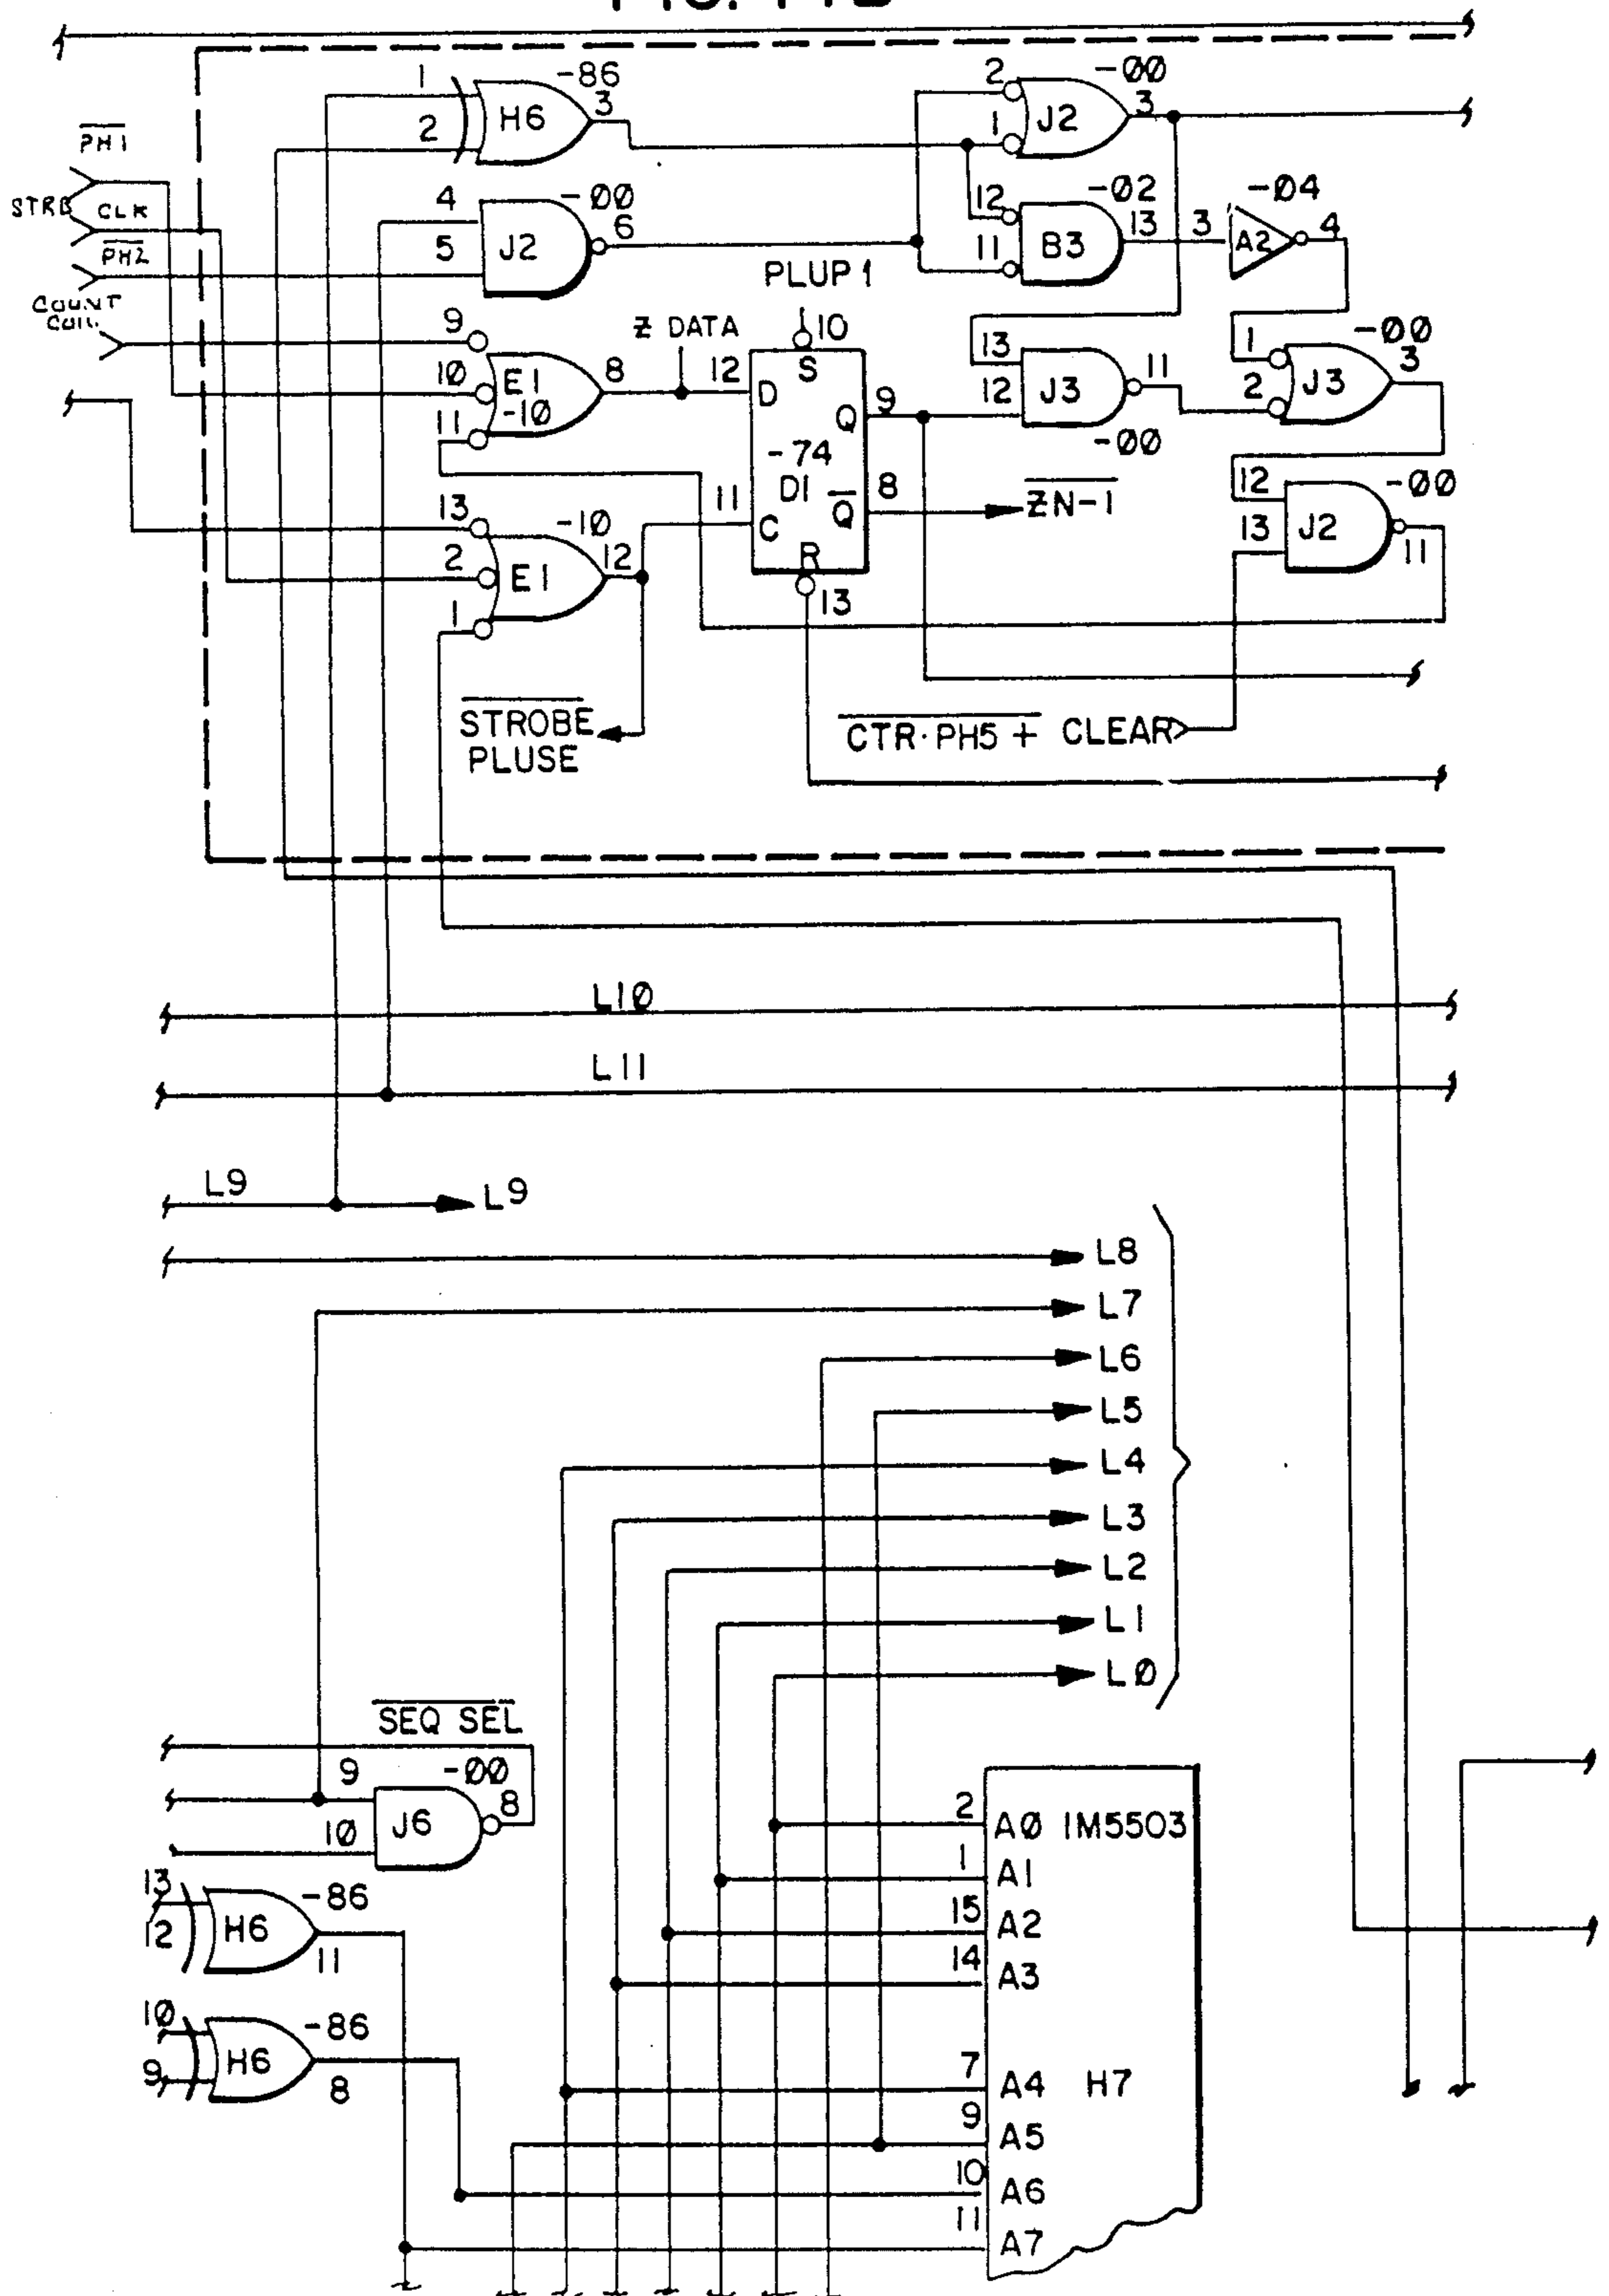 1 -86
H6 3
2
2 -00
J2 3
1
PH1
STRB CLK
PH2
COUNT
4 -00
J2 6
5
12 -02
B3 13
11
3 -04
A2 4
PLUP 1
9
10 E1 8
11 -10
Z DATA
12 10
D S
Q 9
-74
D1 Q 8
11 C
R
13
13 11
12 J3
-00
1 -00
J3 3
2
ZN-1
12 -00
J2
13 11
13 -10
2 E1 12
1
STROBE
PLUSE
CTR·PH5 + CLEAR
L10
L11
L9 L9
L8
L7
L6
L5
L4
L3
L2
L1
LØ
SEQ SEL
9 -00
J6 8
10
13 -86
H6
12 11
10 -86
H6
9 8
2 AØ IM5503
1 A1
15 A2
14 A3
7 A4 H7
9 A5
10 A6
11 A7